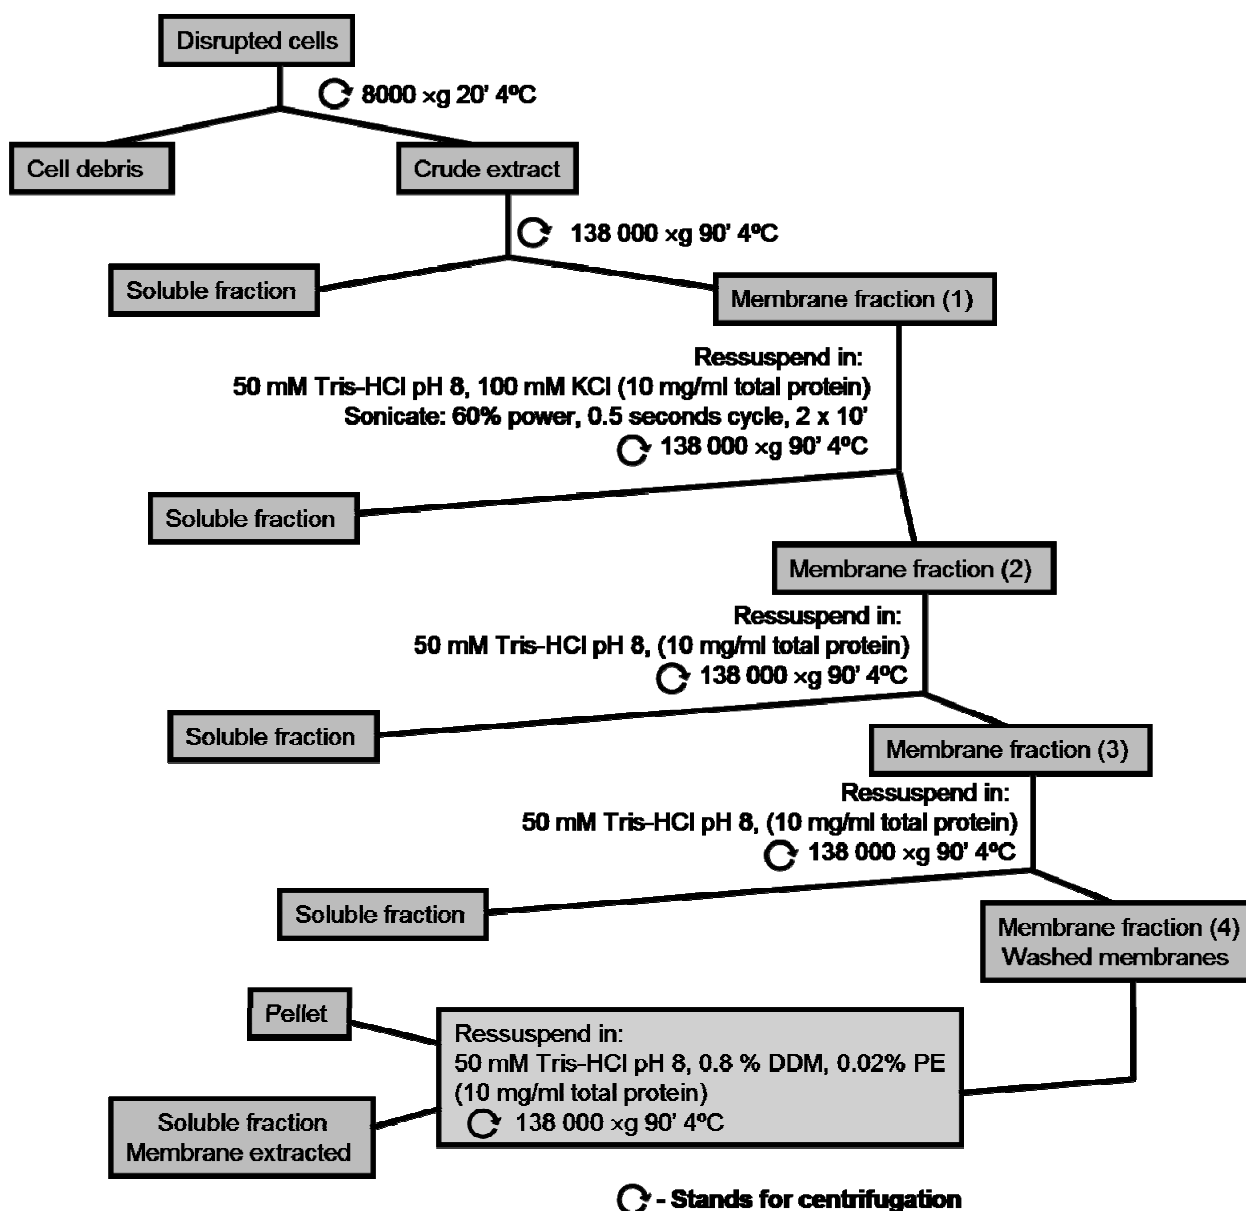 Disrupted cells
8000 ×g 20' 4ºC
Cell debris
Crude extract
138 000 ×g 90' 4ºC
Soluble fraction
Membrane fraction (1)
Ressuspend in:
50 mM Tris-HCl pH 8, 100 mM KCl (10 mg/ml total protein)
Sonicate: 60% power, 0.5 seconds cycle, 2 x 10'
138 000 ×g 90' 4ºC
Soluble fraction
Membrane fraction (2)
Ressuspend in:
50 mM Tris-HCl pH 8, (10 mg/ml total protein)
138 000 ×g 90' 4ºC
Soluble fraction
Membrane fraction (3)
Ressuspend in:
50 mM Tris-HCl pH 8, (10 mg/ml total protein)
138 000 ×g 90' 4ºC
Soluble fraction
Membrane fraction (4)
Washed membranes
Pellet
Ressuspend in:
50 mM Tris-HCl pH 8, 0.8 % DDM, 0.02% PE
(10 mg/ml total protein)
138 000 ×g 90' 4ºC
Soluble fraction
Membrane extracted
- Stands for centrifugation